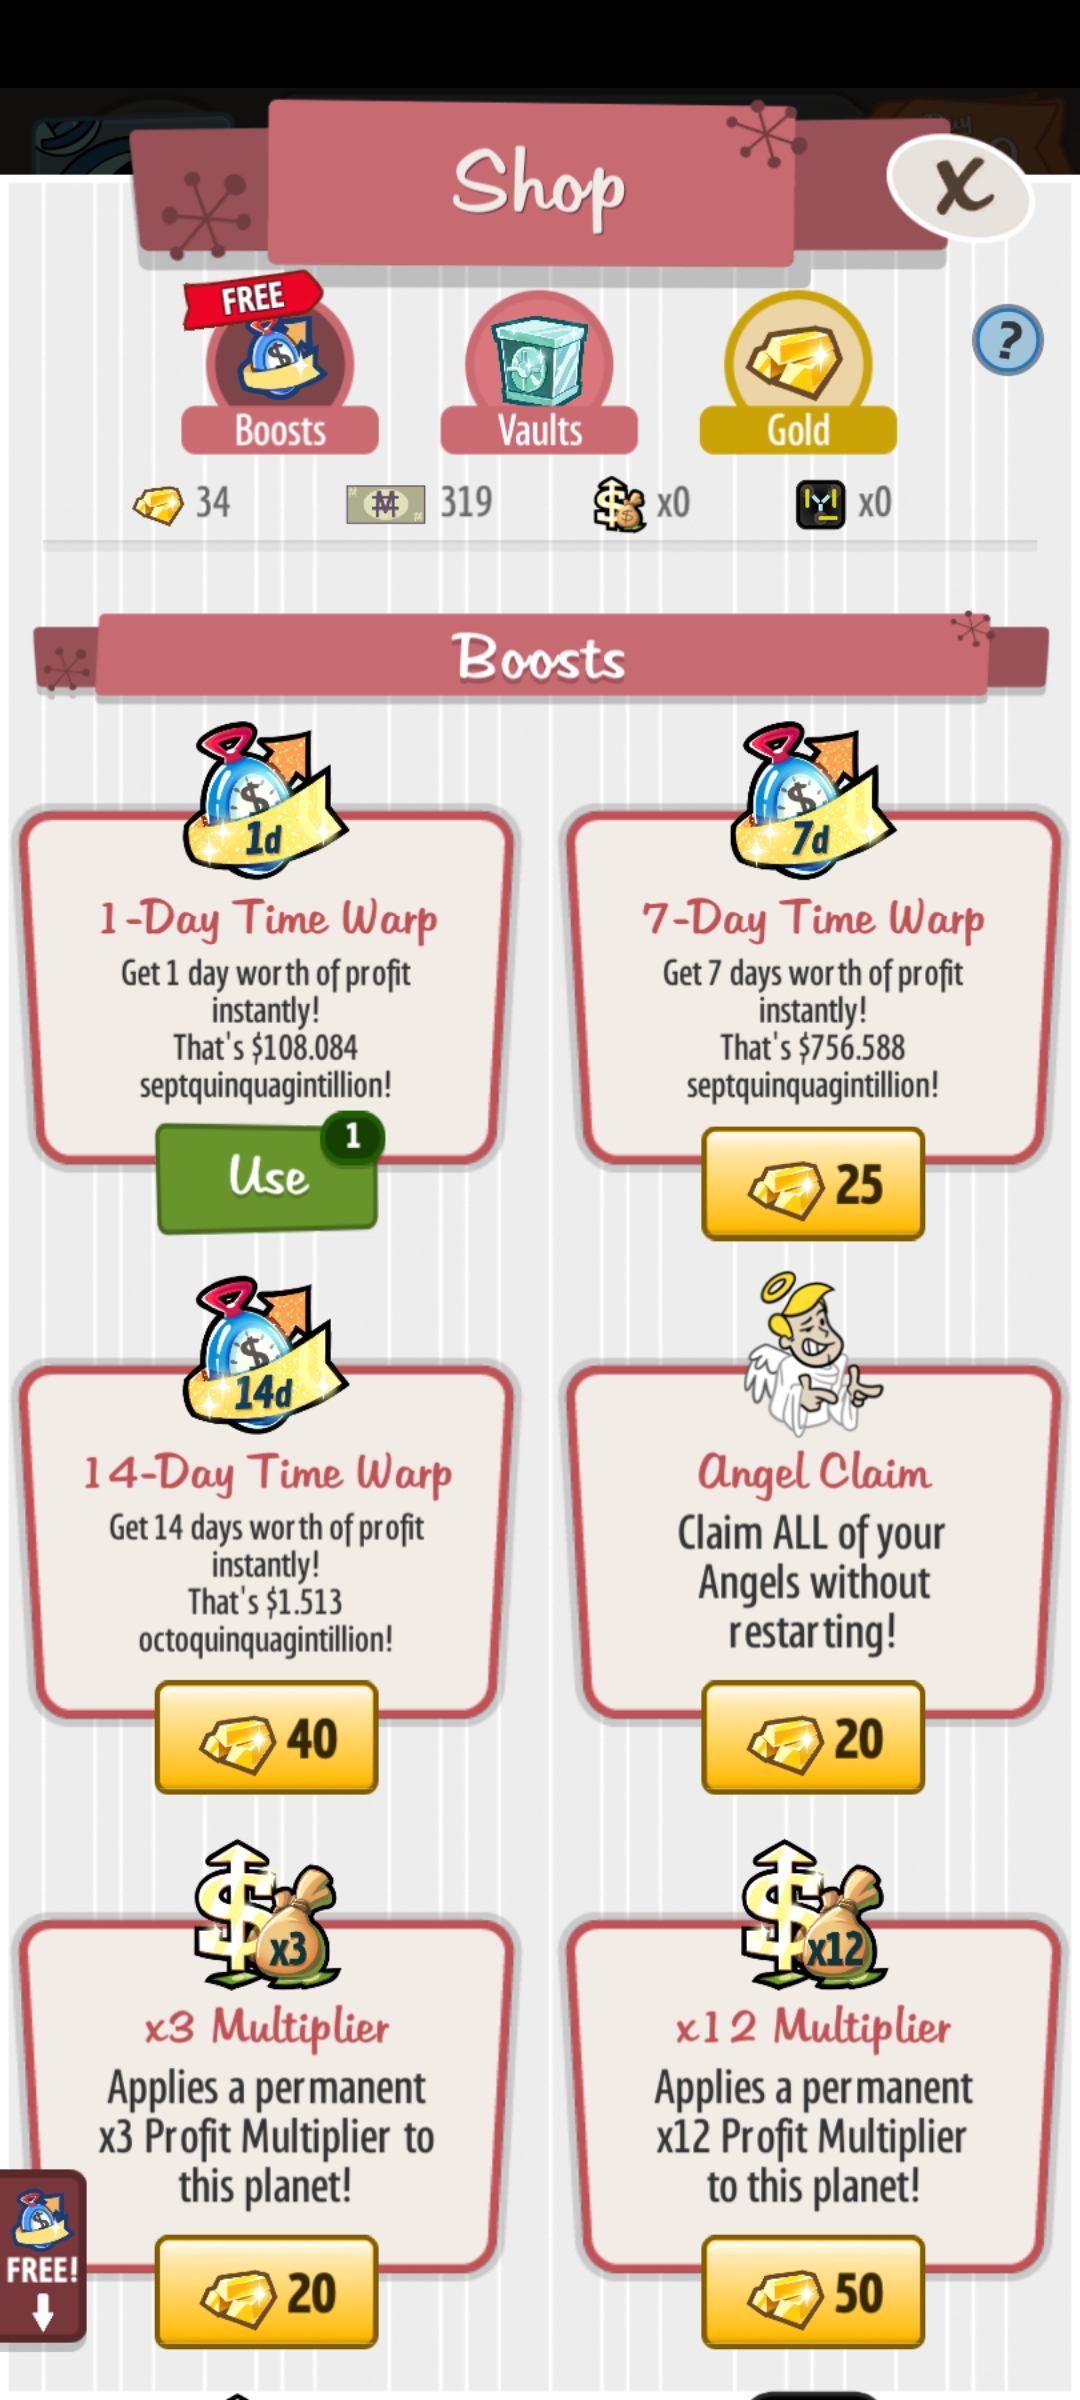 Shop
x
FREE
Boosts
Vaults
Gold
?
34
319
x0
x0
Boosts
1d
1-Day Time Warp
Get 1 day worth of profit
instantly!
That's $108.084
septquinquagintillion!
Use
1
7d
7-Day Time Warp
Get 7 days worth of profit
instantly!
That's $756.588
septquinquagintillion!
25
14d
14-Day Time Warp
Get 14 days worth of profit
instantly!
That's $1.513
octoquinquagintillion!
40
Angel Claim
Claim ALL of your
Angels without
restarting!
20
x3
x3 Multiplier
Applies a permanent
x3 Profit Multiplier to
this planet!
20
x12
x12 Multiplier
Applies a permanent
x12 Profit Multiplier
to this planet!
50
FREE!